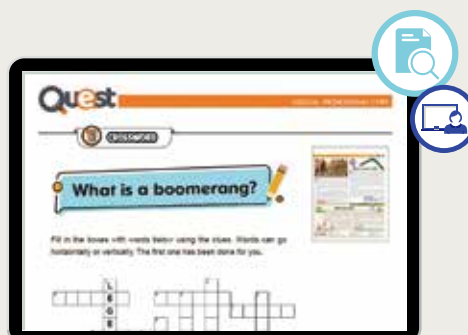 Quest
CROSSWORD
What is a boomerang?
Fill in the boxes with words below using the clues. Words can go
horizontally or vertically. The first one has been done for you.
L
E
G
E